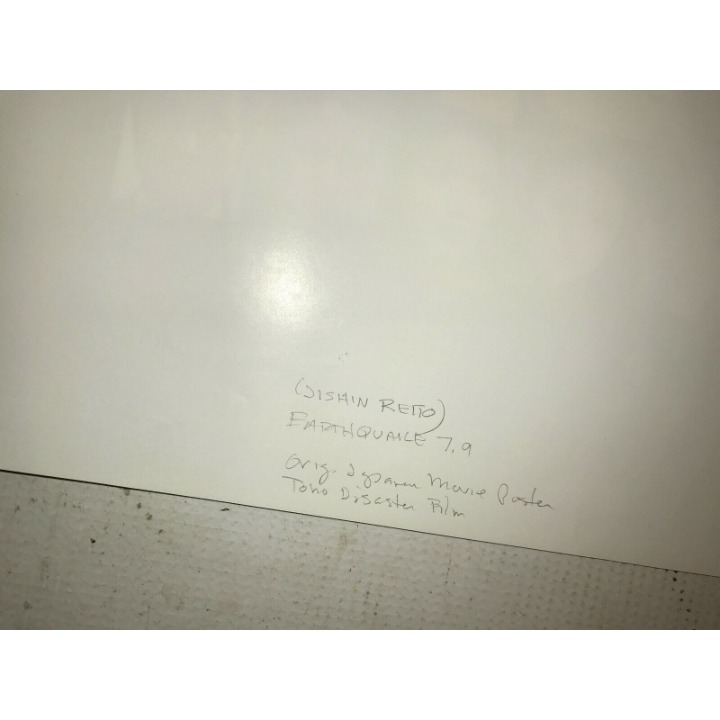 (JISHIN RETTO)
EARTHQUAKE 7.9
Orig. Japan Movie Poster
Toho Disaster Film